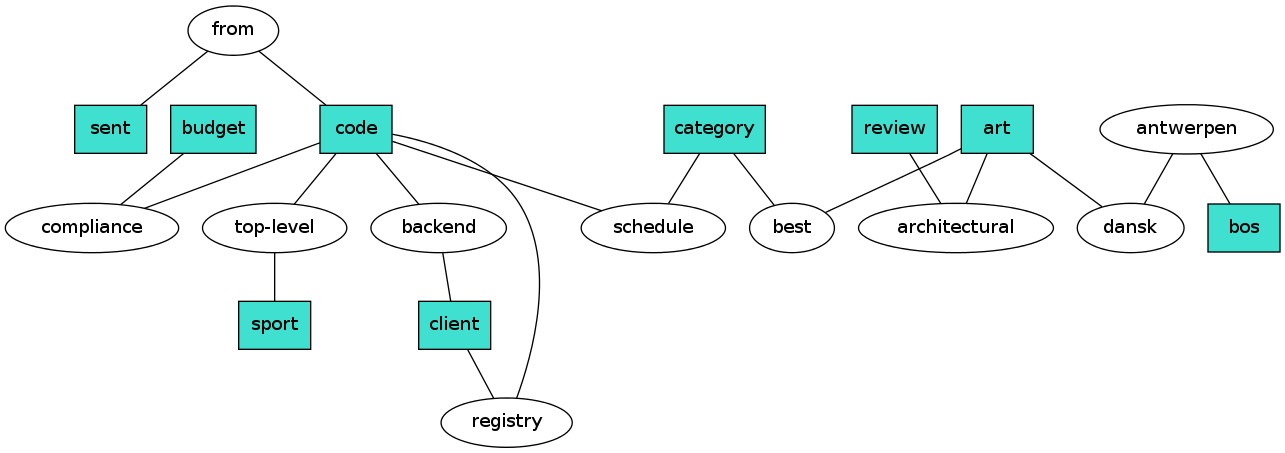 from
sent
budget
code
category
review
art
antwerpen
compliance
top-level
backend
schedule
best
architectural
dansk
bos
sport
client
registry